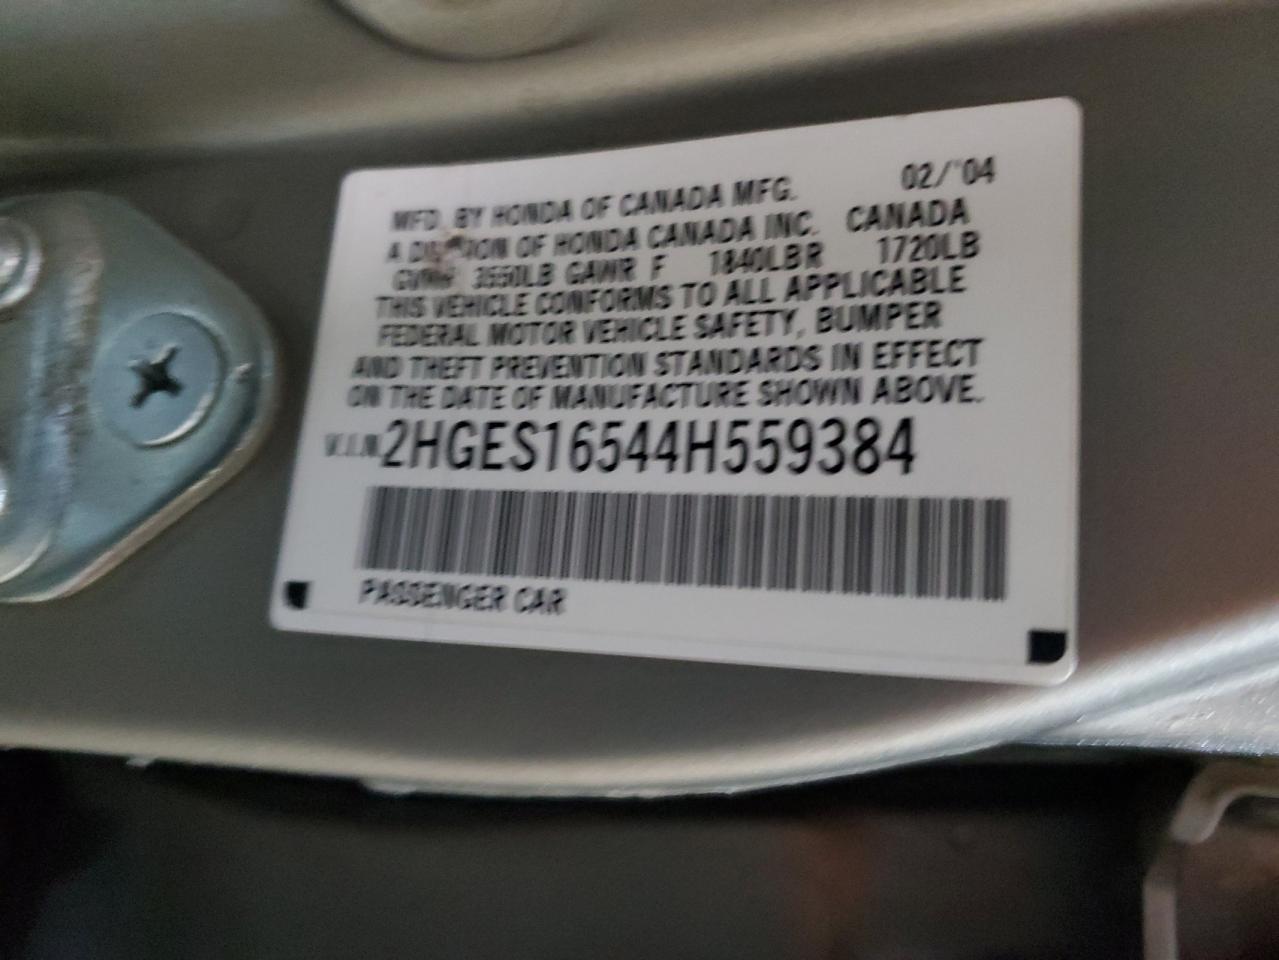 02/'04
MFD. BY HONDA OF CANADA MFG.
A DIVISION OF HONDA CANADA INC. CANADA
GVWR 3550LB GAWR F 1840LB R 1720LB
THIS VEHICLE CONFORMS TO ALL APPLICABLE
FEDERAL MOTOR VEHICLE SAFETY, BUMPER
AND THEFT PREVENTION STANDARDS IN EFFECT
ON THE DATE OF MANUFACTURE SHOWN ABOVE.
V.I.N. 2HGES16544H559384
PASSENGER CAR